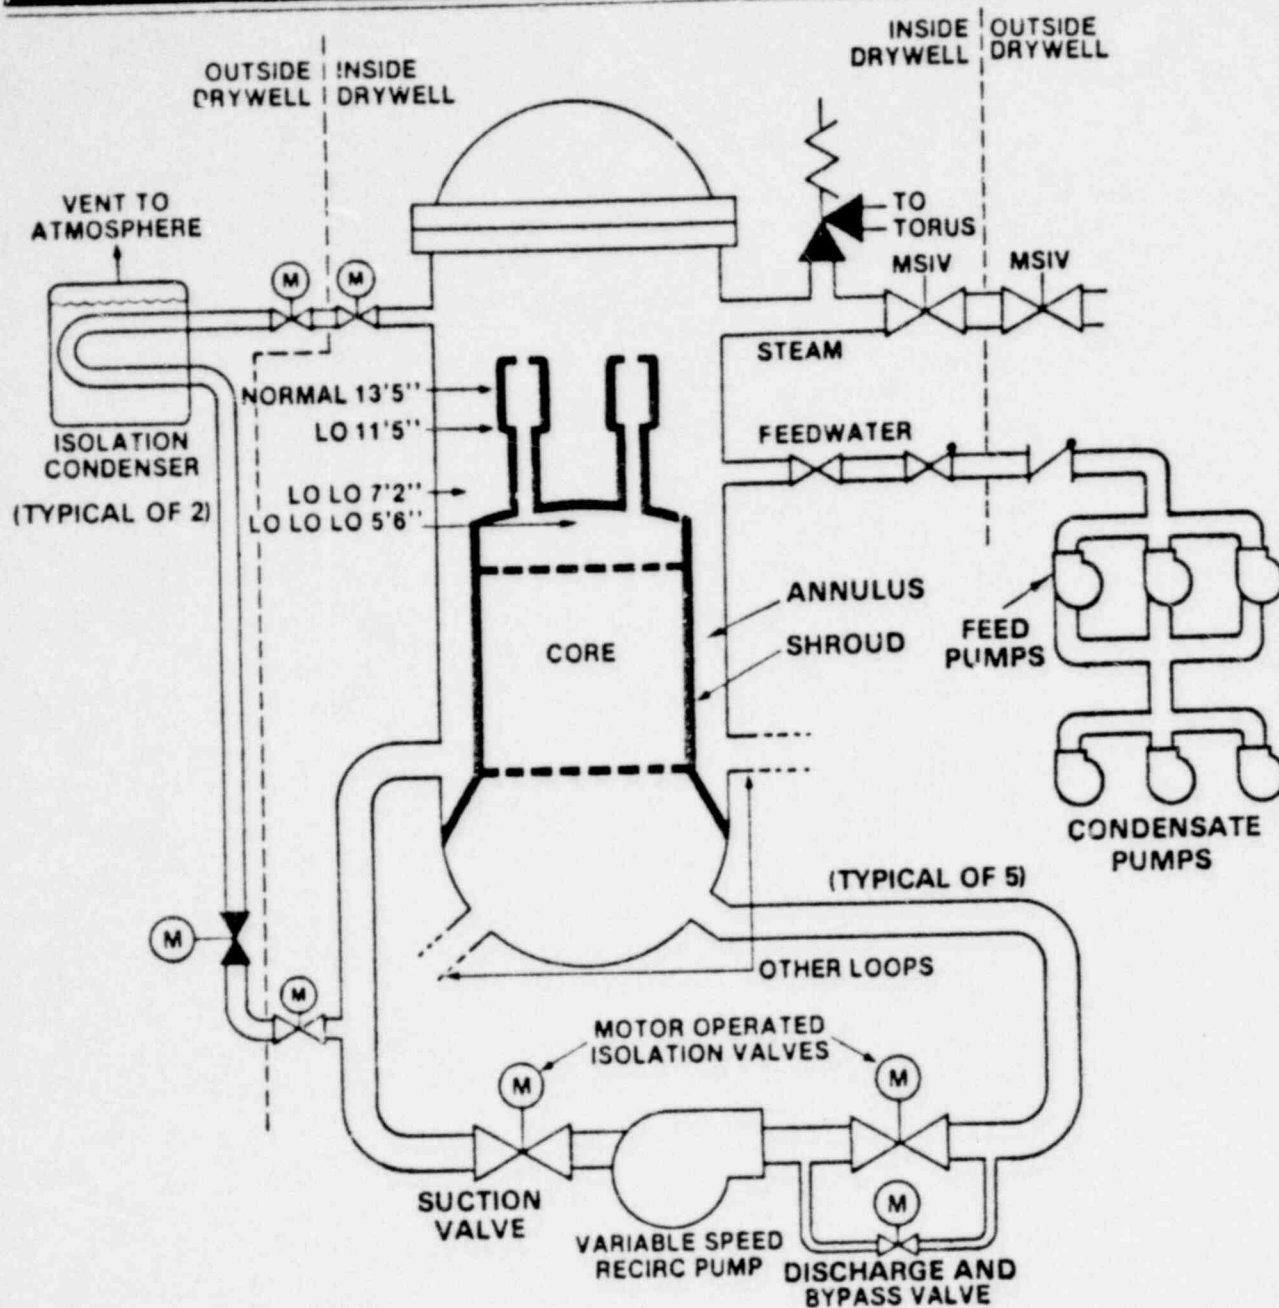 OUTSIDE DRYWELL
INSIDE DRYWELL
INSIDE DRYWELL
OUTSIDE DRYWELL
VENT TO
ATMOSPHERE
M
M
TO
TORUS
MSIV
MSIV
STEAM
NORMAL 13'5"
LO 11'5"
ISOLATION
CONDENSER
(TYPICAL OF 2)
FEEDWATER
LO LO 7'2"
LO LO LO 5'6"
ANNULUS
SHROUD
CORE
FEED
PUMPS
CONDENSATE
PUMPS
(TYPICAL OF 5)
M
OTHER LOOPS
M
MOTOR OPERATED
ISOLATION VALVES
M
M
SUCTION
VALVE
M
VARIABLE SPEED
RECIRC PUMP
DISCHARGE AND
BYPASS VALVE